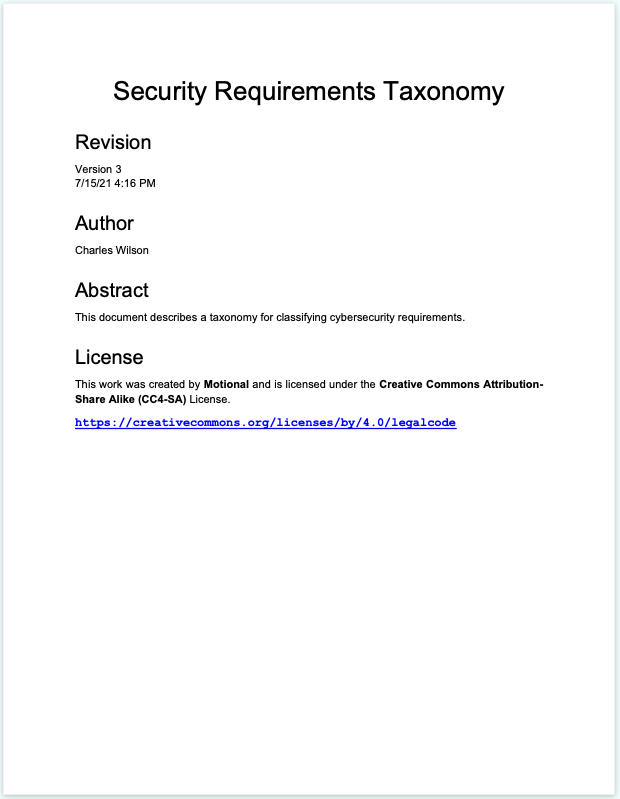 Security Requirements Taxonomy
Revision
Version 3
7/15/21 4:16 PM
Author
Charles Wilson
Abstract
This document describes a taxonomy for classifying cybersecurity requirements.
License
This work was created by Motional and is licensed under the Creative Commons Attribution-
Share Alike (CC4-SA) License.
https://creativecommons.org/licenses/by/4.0/legalcode